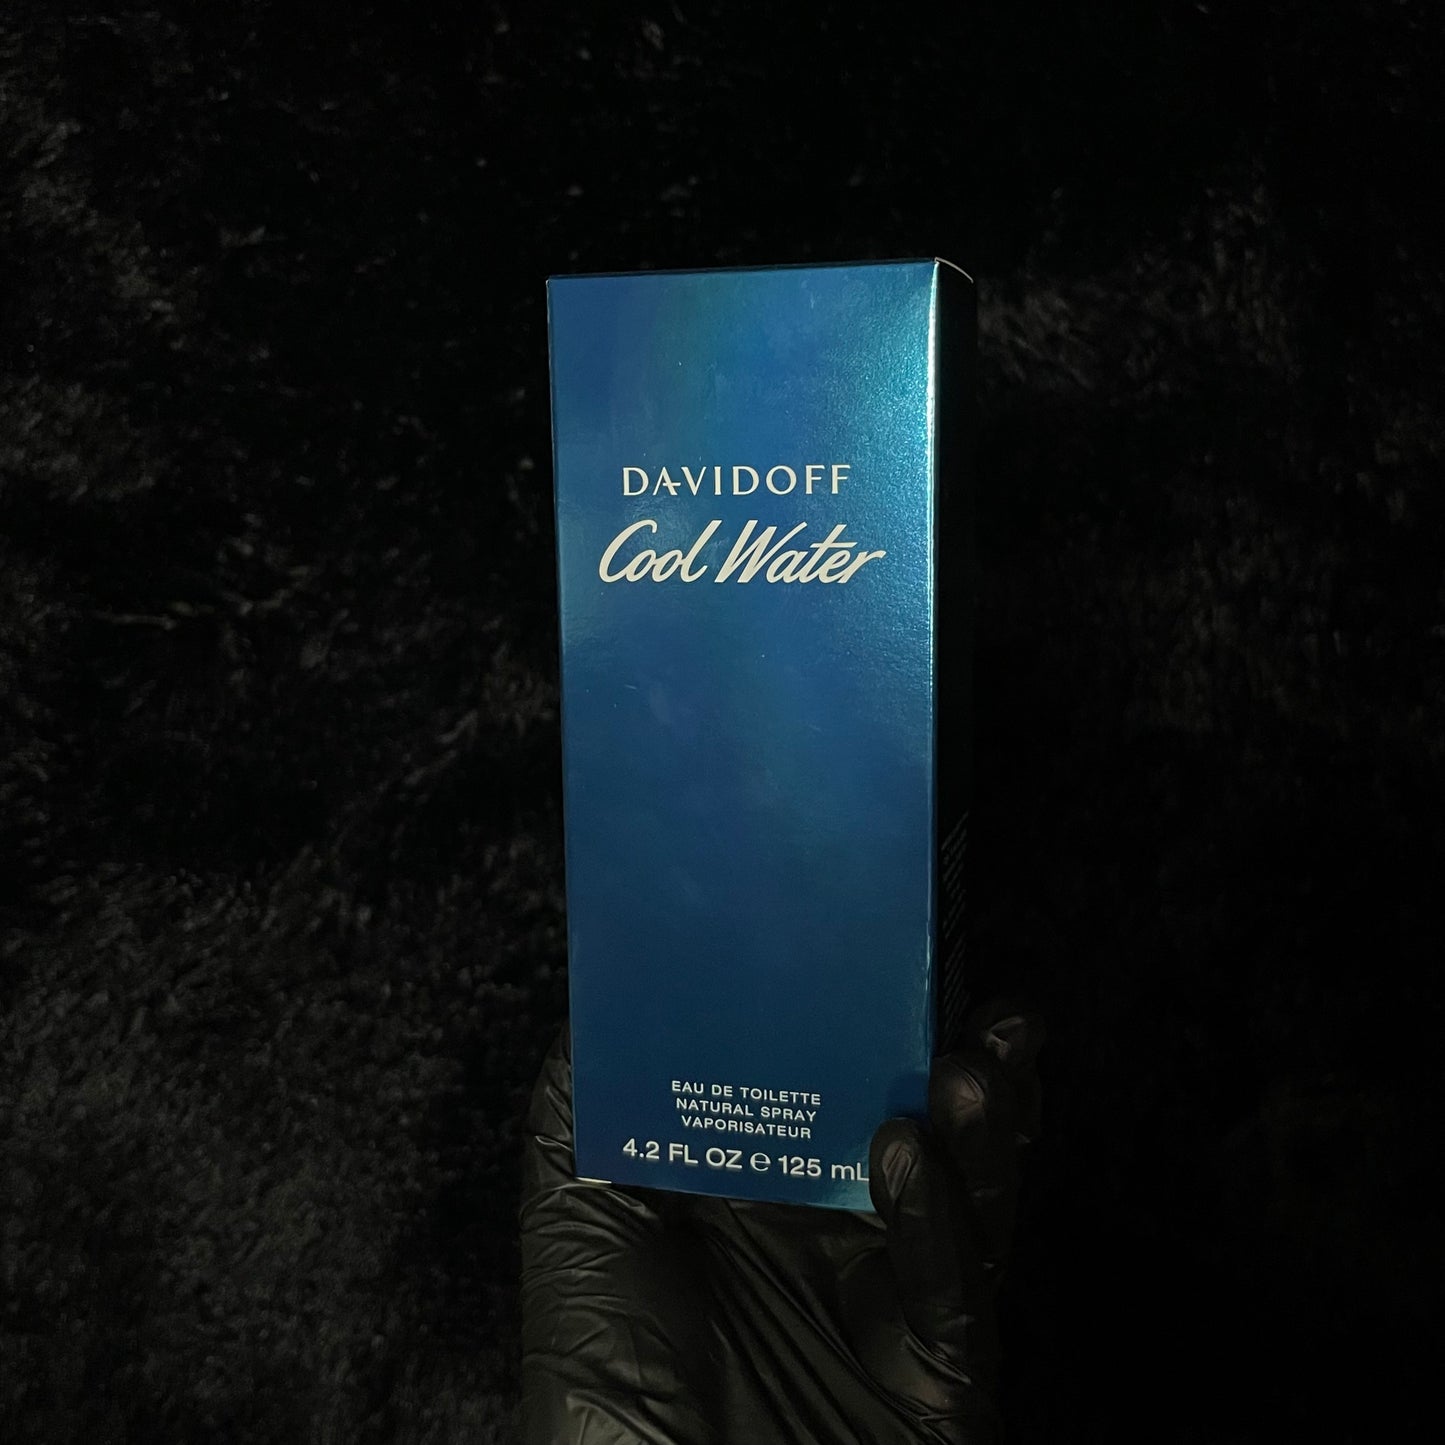 DAVIDOFF
Cool Water
EAU DE TOILETTE
NATURAL SPRAY
VAPORISATEUR
4.2 FL OZ ℮ 125 mL